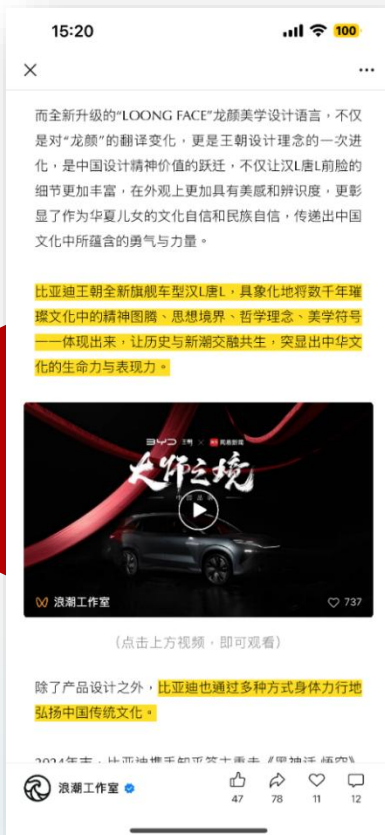 15:20
100
而全新升级的“LOONG FACE”龙颜美学设计语言，不仅
是对“龙颜”的翻译变化，更是王朝设计理念的一次进
化，是中国设计精神价值的跃迁，不仅让汉L唐L前脸的
细节更加丰富，在外观上更加具有美感和辨识度，更彰
显了作为华夏儿女的文化自信和民族自信，传递出中国
文化中所蕴含的勇气与力量。
比亚迪王朝全新旗舰车型汉L唐L，具象化地将数千年璀
璨文化中的精神图腾、思想境界、哲学理念、美学符号
一一体现出来，让历史与新潮交融共生，突显出中华文
化的生命力与表现力。
BYD 王朝 × 网易新闻
大师之境
浪潮工作室
737
（点击上方视频，即可观看）
除了产品设计之外，比亚迪也通过多种方式身体力行地
弘扬中国传统文化。
浪潮工作室
47
78
11
12